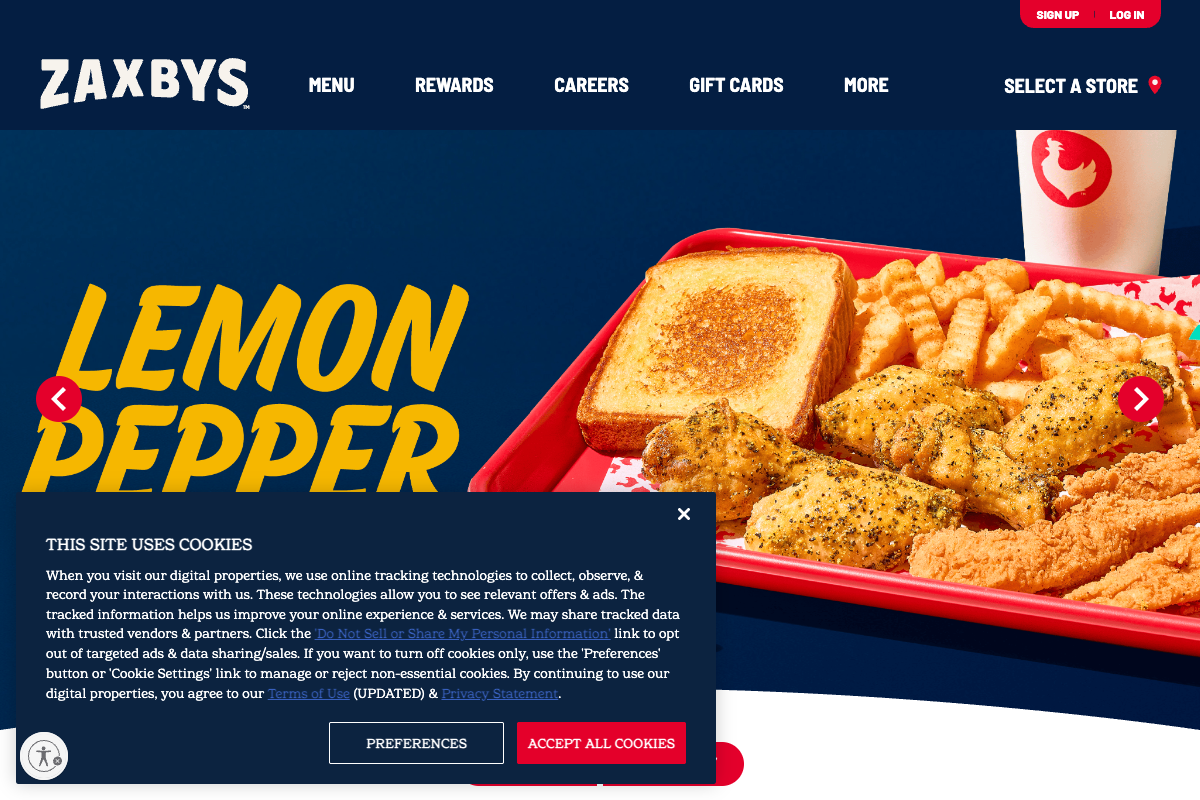 SIGN UP
LOG IN
ZAXBYS™
MENU
REWARDS
CAREERS
GIFT CARDS
MORE
SELECT A STORE
LEMON
PEPPER
THIS SITE USES COOKIES
When you visit our digital properties, we use online tracking technologies to collect, observe, &
record your interactions with us. These technologies allow you to see relevant offers & ads. The
tracked information helps us improve your online experience & services. We may share tracked data
with trusted vendors & partners. Click the 'Do Not Sell or Share My Personal Information' link to opt
out of targeted ads & data sharing/sales. If you want to turn off cookies only, use the 'Preferences'
button or 'Cookie Settings' link to manage or reject non-essential cookies. By continuing to use our
digital properties, you agree to our Terms of Use (UPDATED) & Privacy Statement.
PREFERENCES
ACCEPT ALL COOKIES